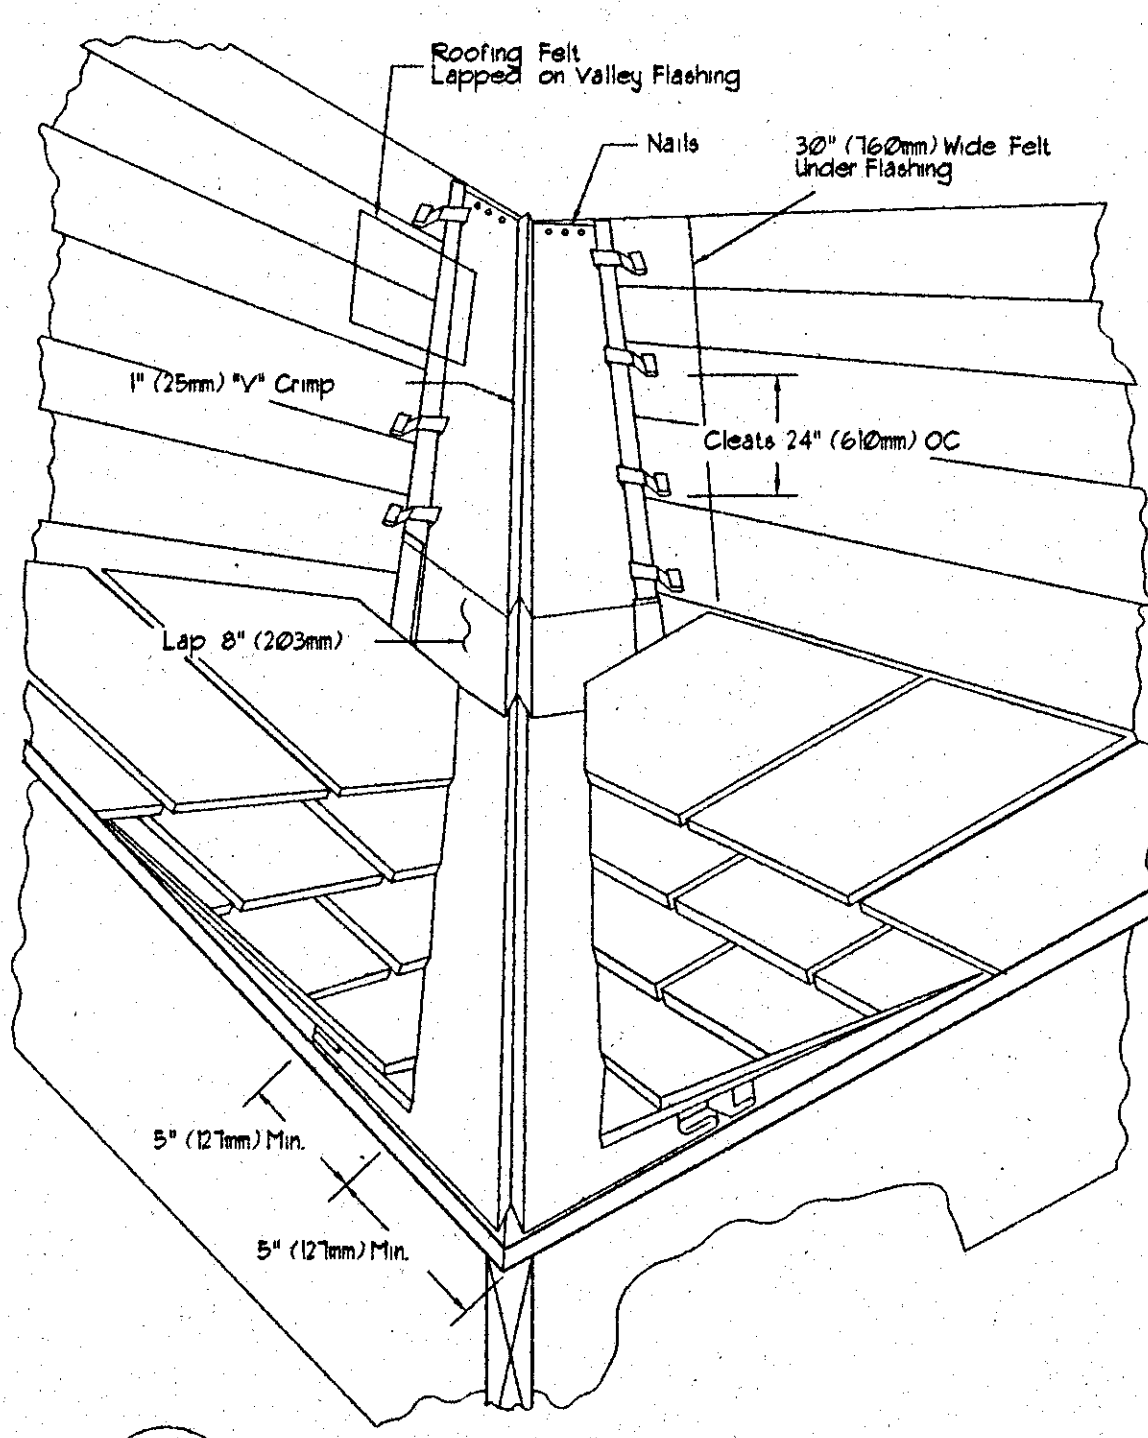 Roofing Felt
Lapped on Valley Flashing
Nails
30" (760mm) Wide Felt
Under Flashing
1" (25mm) "V" Crimp
Cleats 24" (610mm) OC
Lap 8" (203mm)
5" (127mm) Min.
5" (127mm) Min.